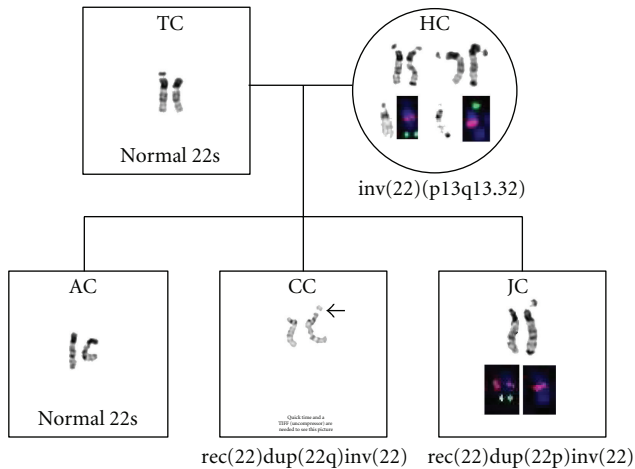 TC
HC
Normal 22s
inv(22)(p13q13.32)
AC
CC
JC
Normal 22s
Quick time and a
TIFF (uncompressor) are
needed to see this picture
rec(22)dup(22q)inv(22)
rec(22)dup(22p)inv(22)